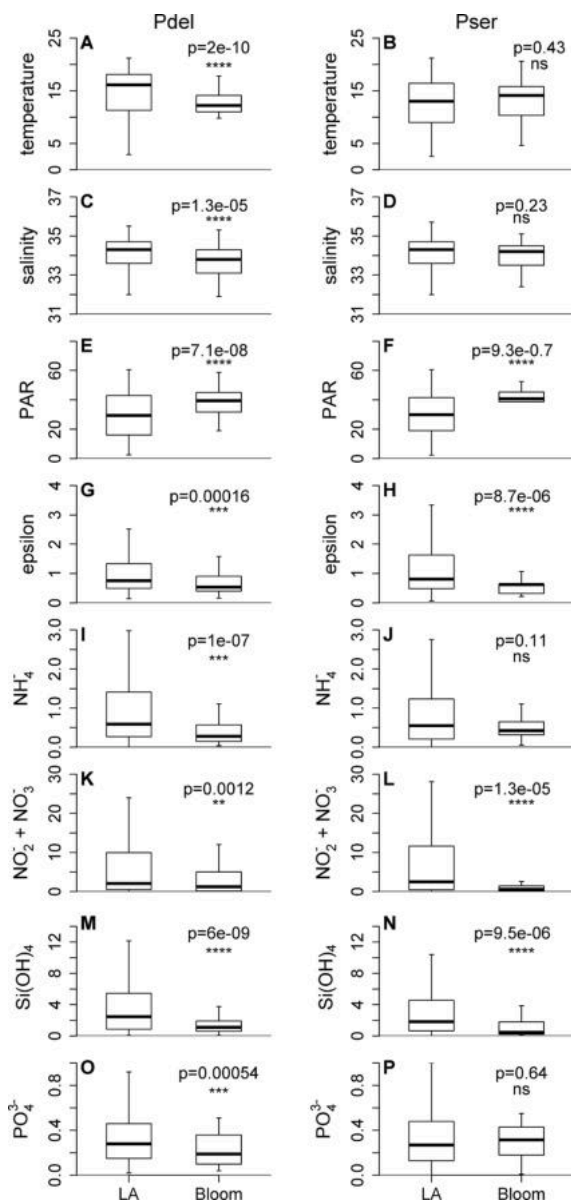 Pdel Pser
A p=2e-10 B p=0.43
**** ns
temperature temperature
25 15 5 0 25 15 5 0
C p=1.3e-05 D p=0.23
**** ns
salinity salinity
37 35 33 31 37 35 33 31
E p=7.1e-08 F p=9.3e-0.7
**** ****
PAR PAR
60 20 0 60 20 0
G p=0.00016 H p=8.7e-06
*** ****
epsilon epsilon
4 3 2 1 0 4 3 2 1 0
I p=1e-07 J p=0.11
*** ns
NH₄⁻ NH₄⁻
3.0 2.0 1.0 0.0 3.0 2.0 1.0 0.0
K p=0.0012 L p=1.3e-05
** ****
NO₂⁻ + NO₃⁻ NO₂⁻ + NO₃⁻
30 20 10 0 30 20 10 0
M p=6e-09 N p=9.5e-06
**** ****
Si(OH)₄ Si(OH)₄
12 8 4 0 12 8 4 0
O p=0.00054 P p=0.64
*** ns
PO₄³⁻ PO₄³⁻
0.8 0.4 0.0 0.8 0.4 0.0
LA Bloom LA Bloom